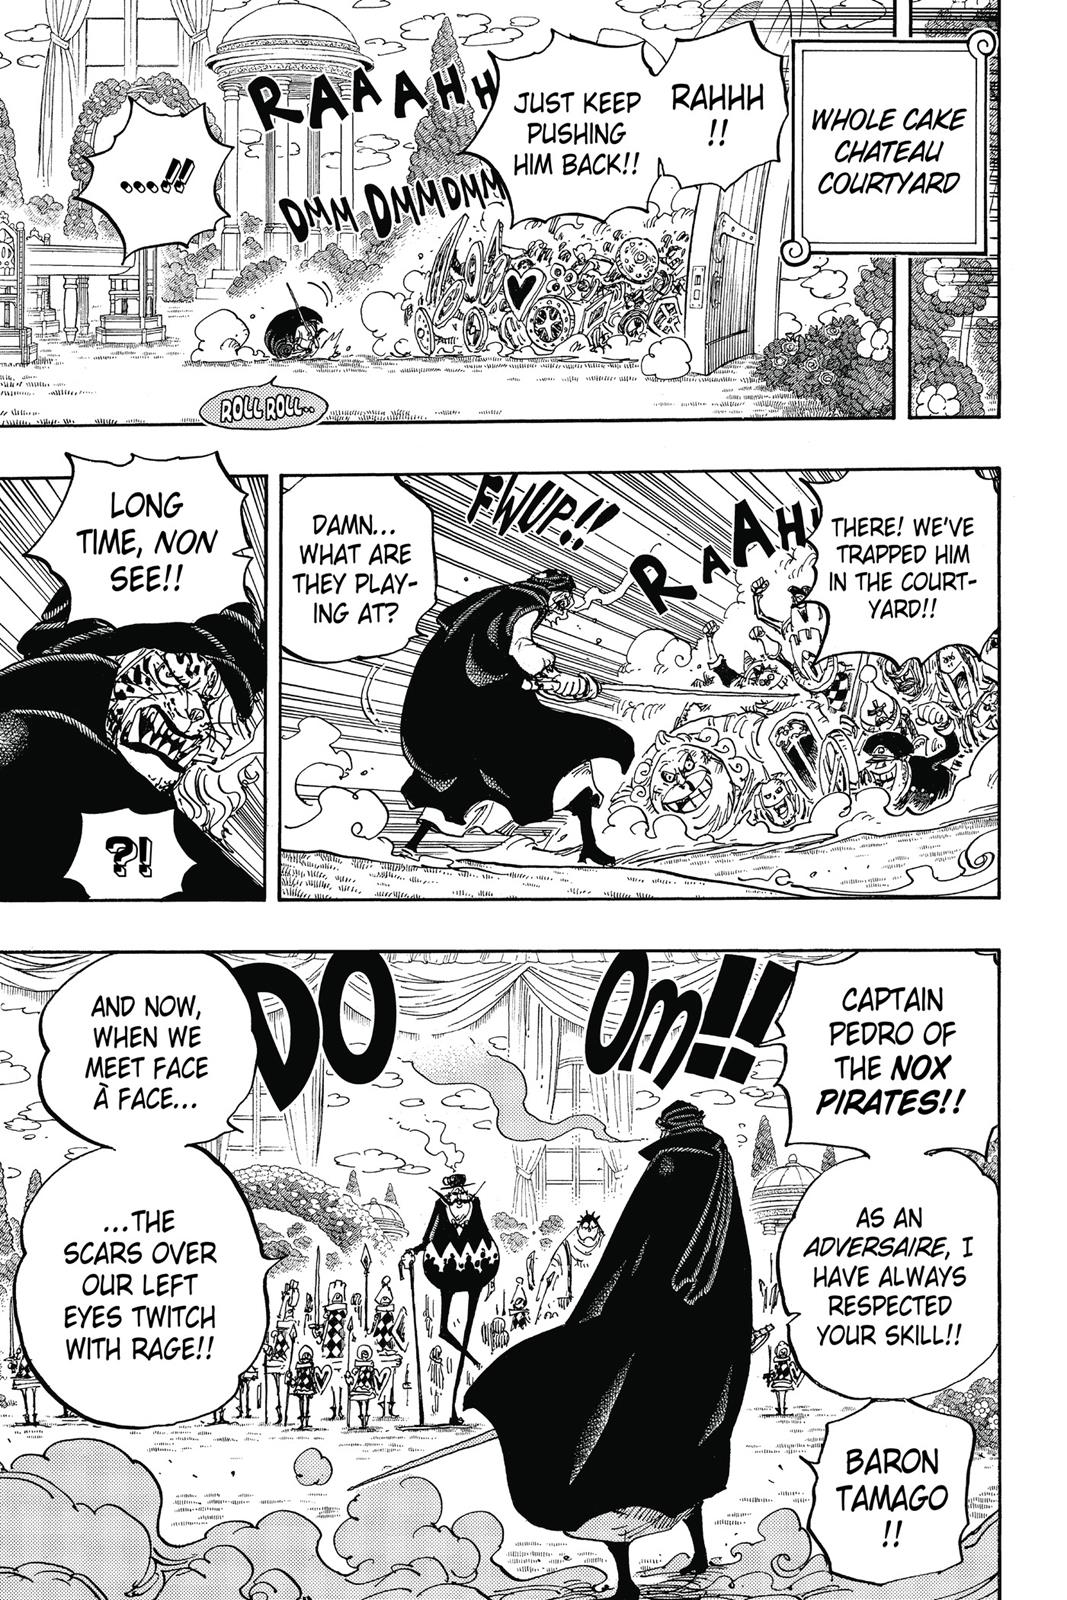 WHOLE CAKE
CHATEAU
COURTYARD
RAHHH
!!
JUST KEEP
PUSHING
HIM BACK!!
RAAAAHH
DMM DMMDMM
...!!
ROLL ROLL..
THERE! WE'VE
TRAPPED HIM
IN THE COURT-
YARD!!
RAAH!
FWUP!!
DAMN...
WHAT ARE
THEY PLAY-
ING AT?
LONG
TIME, NON
SEE!!
?!
CAPTAIN
PEDRO OF
THE NOX
PIRATES!!
AS AN
ADVERSAIRE, I
HAVE ALWAYS
RESPECTED
YOUR SKILL!!
BARON
TAMAGO
!!
DOOM!!
AND NOW,
WHEN WE
MEET FACE
À FACE...
...THE
SCARS OVER
OUR LEFT
EYES TWITCH
WITH RAGE!!